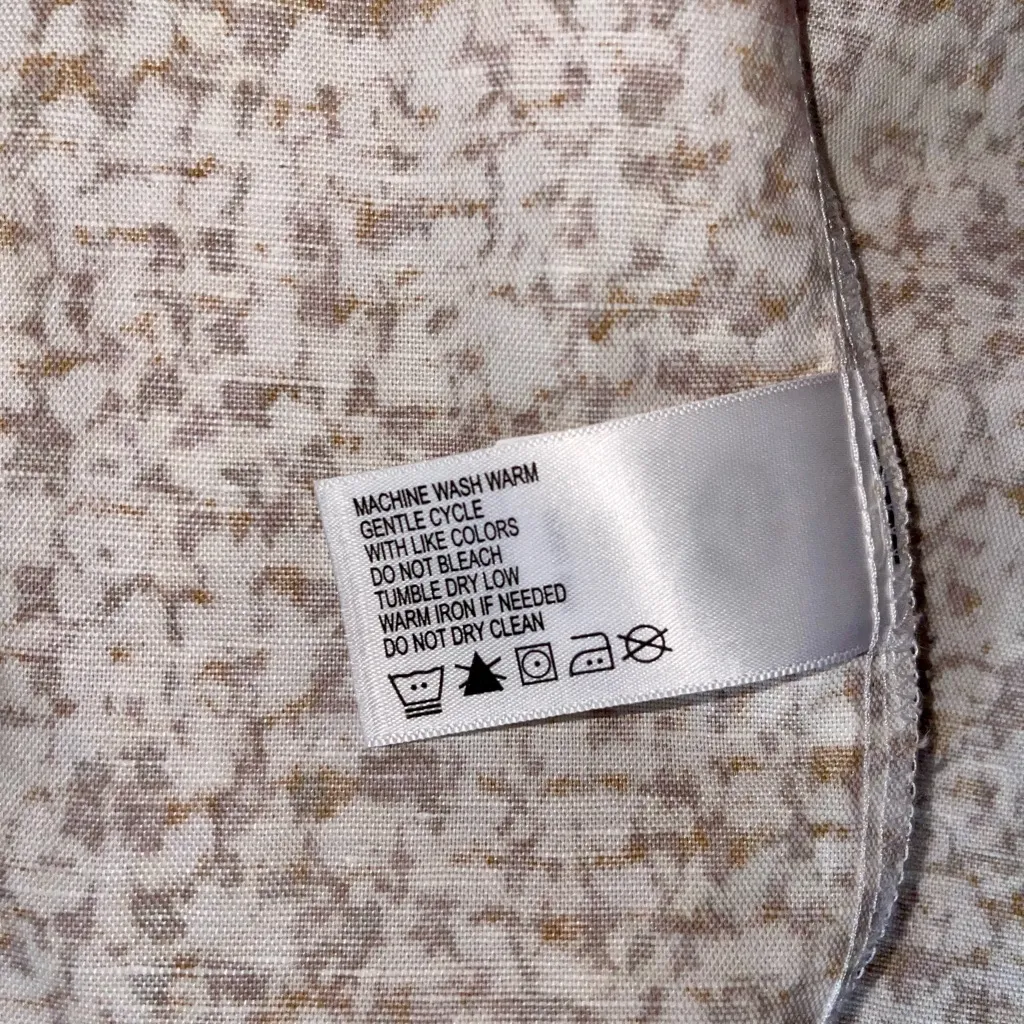 MACHINE WASH WARM
GENTLE CYCLE
WITH LIKE COLORS
DO NOT BLEACH
TUMBLE DRY LOW
WARM IRON IF NEEDED
DO NOT DRY CLEAN